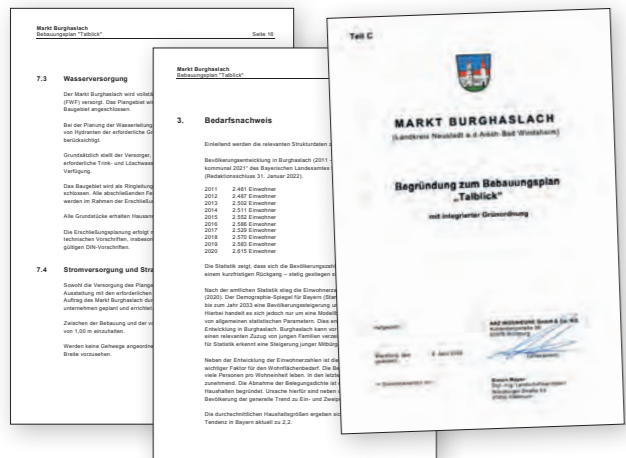 Markt Burghaslach
Bebauungsplan "Talblick"
Seite 16
7.3 Wasserversorgung
Der Markt Burghaslach wird vollstä
(FWF) versorgt. Das Plangebiet wi
Baugebiet angeschlossen.
Bei der Planung der Wasserleitung
von Hydranten der erforderliche Gr
berücksichtigt.
Grundsätzlich stellt der Versorger,
erforderliche Trink- und Löschwass
Verfügung.
Das Baugebiet wird als Ringleitung
schlossen. Alle abschließenden Fe
werden im Rahmen der Erschließu
Alle Grundstücke erhalten Hausans
Die Erschließungsplanung erfolgt n
technischen Vorschriften, insbeson
gültigen DIN-Vorschriften.
7.4 Stromversorgung und Stra
Sowohl die Versorgung des Plange
Ausstattung mit den erforderlichen
Auftrag des Markt Burghaslach dur
unternehmen geplant und errichtet.
Zwischen der Bebauung und der vo
von 1,00 m einzuhalten.
Werden keine Gehwege angeordne
Breite vorzusehen.
Markt Burghaslach
Bebauungsplan "Talblick"
3. Bedarfsnachweis
Einleitend werden die relevanten Strukturdaten z
Bevölkerungsentwicklung in Burghaslach (2011 –
kommunal 2021" des Bayerischen Landesamtes
(Redaktionsschluss 31. Januar 2022).
2011 2.461 Einwohner
2012 2.487 Einwohner
2013 2.502 Einwohner
2014 2.511 Einwohner
2015 2.552 Einwohner
2016 2.586 Einwohner
2017 2.529 Einwohner
2018 2.570 Einwohner
2019 2.583 Einwohner
2020 2.615 Einwohner
Die Statistik zeigt, dass sich die Bevölkerungszahl
einem kurzfristigen Rückgang – stetig gestiegen s
Nach der amtlichen Statistik stieg die Einwohnerza
(2020). Der Demographie-Spiegel für Bayern (Stan
bis zum Jahr 2033 eine Bevölkerungssteigerung u
Hierbei handelt es sich jedoch nur um eine Modellb
von allgemeinen statistischen Parametern. Dies en
Entwicklung in Burghaslach. Burghaslach kann vor
einen relevanten Zuzug von jungen Familien verzei
für Statistik erkennt eine Steigerung junger Mitbürg
Neben der Entwicklung der Einwohnerzahlen ist die
wichtiger Faktor für den Wohnflächenbedarf. Die Be
viele Personen pro Wohneinheit leben. In den letzte
zunehmend. Die Abnahme der Belegungsdichte ist
Haushalten begründet. Ursache hierfür sind neben
Bevölkerung der generelle Trend zu Ein- und Zweip
Die durchschnittlichen Haushaltsgrößen ergeben sic
Tendenz in Bayern aktuell zu 2,2.
Teil C
MARKT BURGHASLACH
(Landkreis Neustadt a.d.Aisch-Bad Windsheim)
Begründung zum Bebauungsplan
„Talblick"
mit integrierter Grünordnung